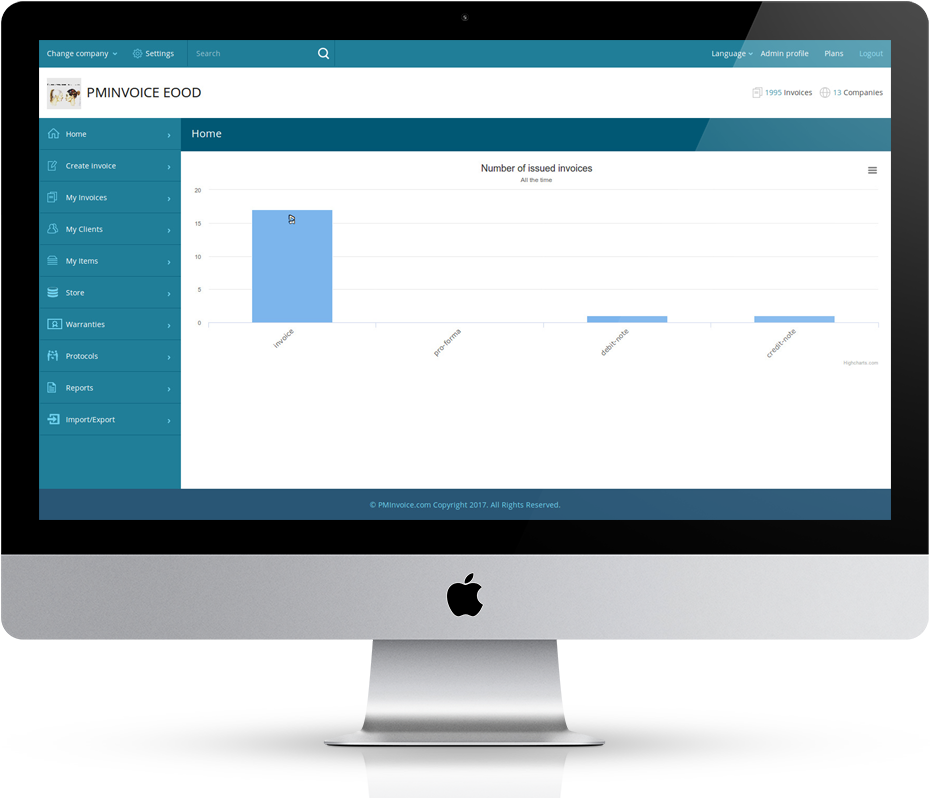 Change company Settings Search Language Admin profile Plans Logout
PMINVOICE EOOD
1995 Invoices 13 Companies
Home
Create invoice
My Invoices
My Clients
My Items
Store
Warranties
Protocols
Reports
Import/Export
Home
Number of issued invoices
All the time
20
15
10
5
0
invoice
pro-forma
debit-note
credit-note
Highcharts.com
© PMInvoice.com Copyright 2017. All Rights Reserved.